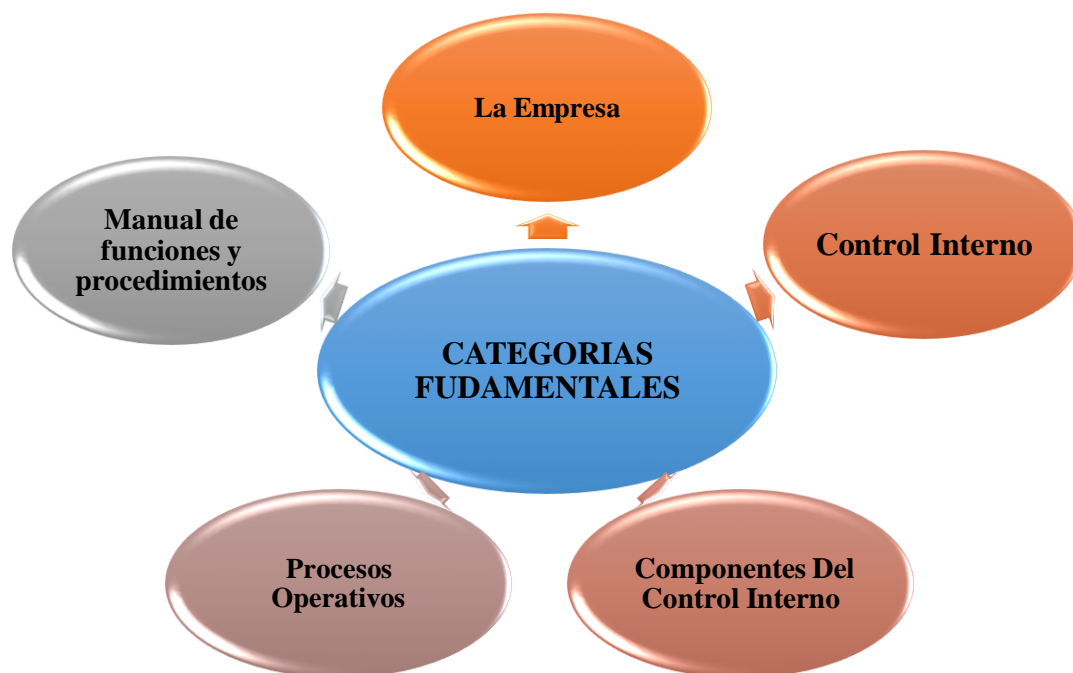 La Empresa
Control Interno
Manual de
funciones y
procedimientos
CATEGORIAS
FUDAMENTALES
Procesos
Operativos
Componentes Del
Control Interno